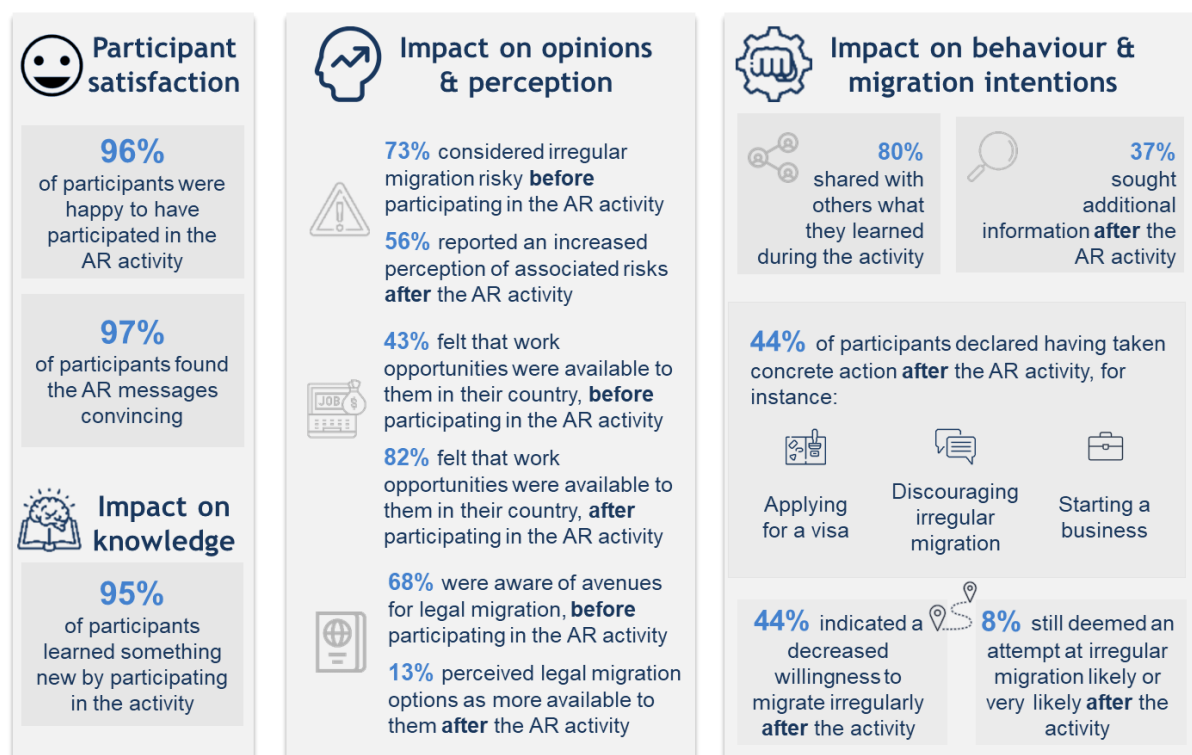 Participant
satisfaction
96%
of participants were
happy to have
participated in the
AR activity
97%
of participants found
the AR messages
convincing
Impact on
knowledge
95%
of participants
learned something
new by participating
in the activity
Impact on opinions
& perception
73% considered irregular
migration risky before
participating in the AR activity
56% reported an increased
perception of associated risks
after the AR activity
JOB $
43% felt that work
opportunities were available to
them in their country, before
participating in the AR activity
82% felt that work
opportunities were available to
them in their country, after
participating in the AR activity
68% were aware of avenues
for legal migration, before
participating in the AR activity
13% perceived legal migration
options as more available to
them after the AR activity
Impact on behaviour &
migration intentions
80%
shared with
others what
they learned
during the activity
37%
sought
additional
information after the
AR activity
44% of participants declared having taken
concrete action after the AR activity, for
instance:
Applying
for a visa
Discouraging
irregular
migration
Starting a
business
44% indicated a
decreased
willingness to
migrate irregularly
after the activity
8% still deemed an
attempt at irregular
migration likely or
very likely after the
activity